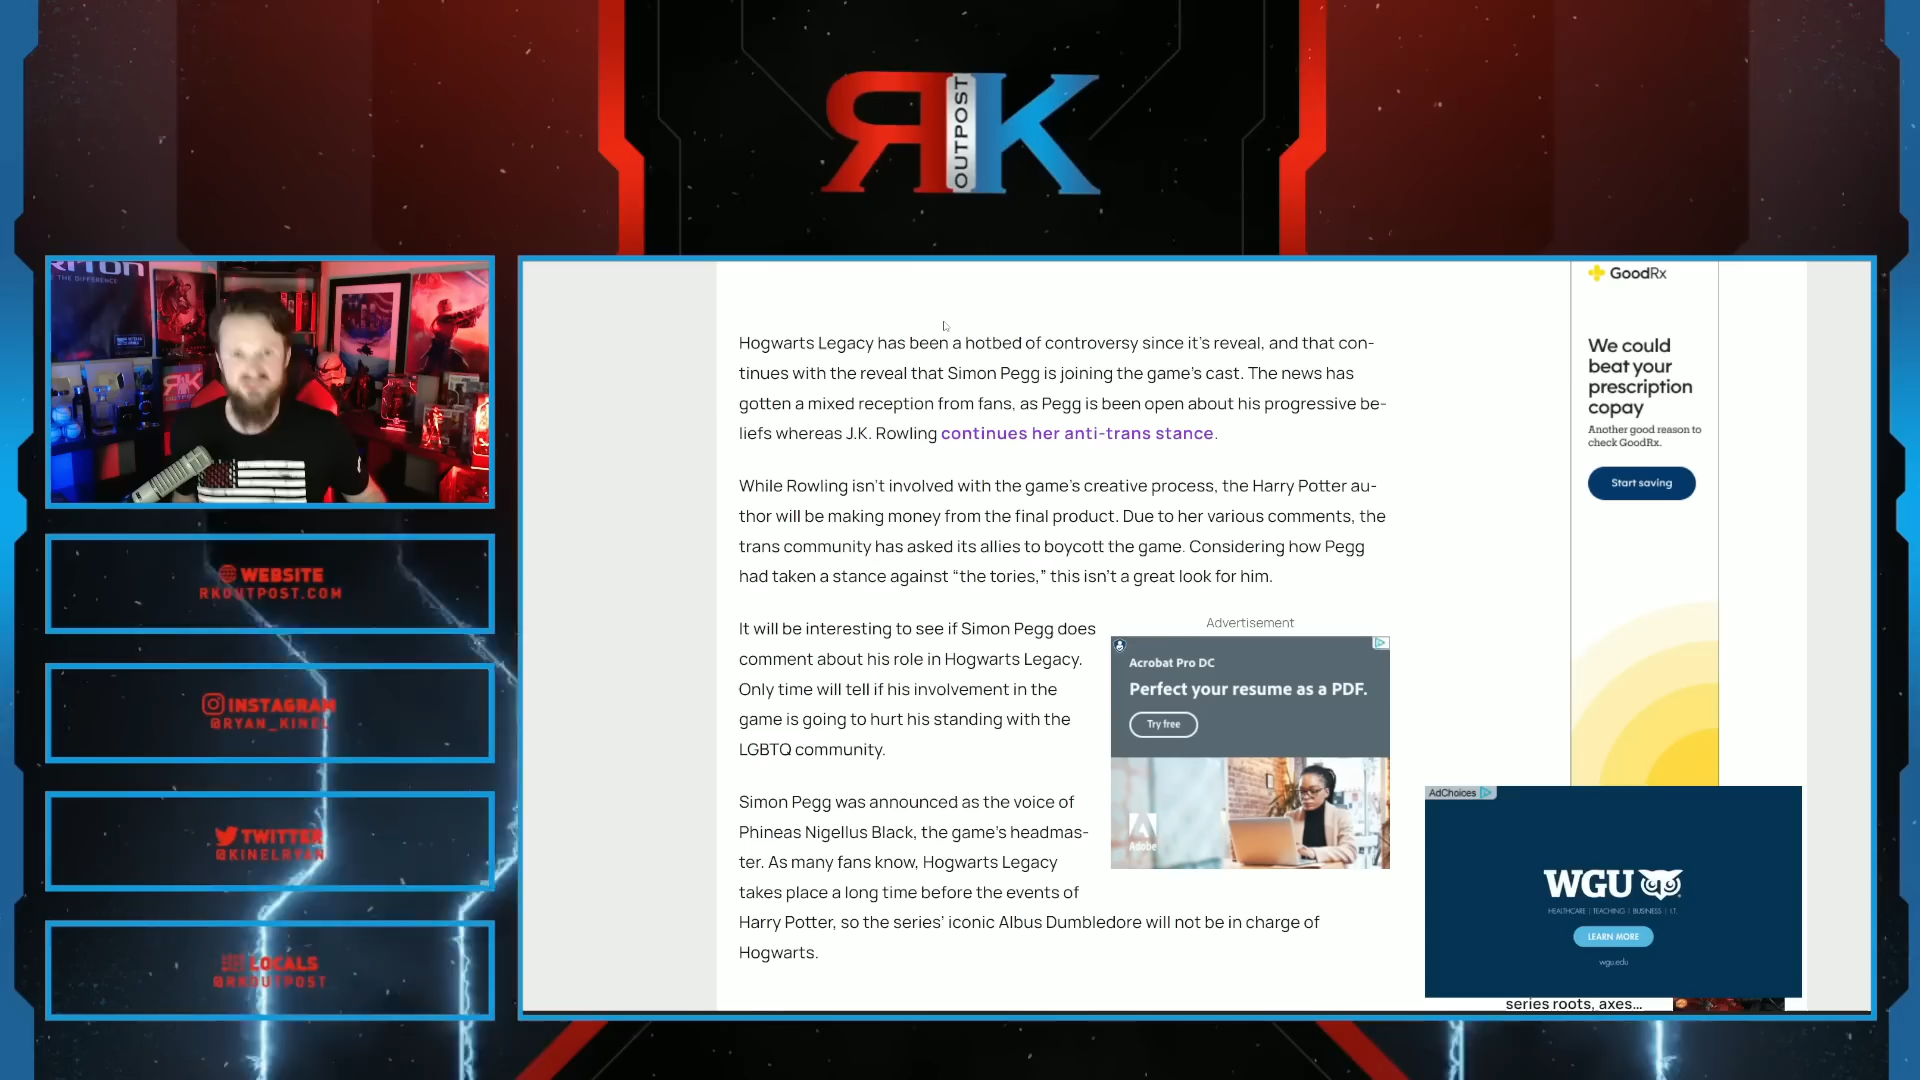 RK
OUTPOST
TRITON
THE DIFFERENCE
WEBSITE
RKOUTPOST.COM
INSTAGRAM
@RYAN_KINEL
TWITTER
@KINELRYAN
LOCALS
@RKOUTPOST
Hogwarts Legacy has been a hotbed of controversy since it's reveal, and that con-
tinues with the reveal that Simon Pegg is joining the game's cast. The news has
gotten a mixed reception from fans, as Pegg is been open about his progressive be-
liefs whereas J.K. Rowling continues her anti-trans stance.
While Rowling isn't involved with the game's creative process, the Harry Potter au-
thor will be making money from the final product. Due to her various comments, the
trans community has asked its allies to boycott the game. Considering how Pegg
had taken a stance against “the tories,” this isn't a great look for him.
It will be interesting to see if Simon Pegg does
comment about his role in Hogwarts Legacy.
Only time will tell if his involvement in the
game is going to hurt his standing with the
LGBTQ community.
Simon Pegg was announced as the voice of
Phineas Nigellus Black, the game's headmas-
ter. As many fans know, Hogwarts Legacy
takes place a long time before the events of
Harry Potter, so the series' iconic Albus Dumbledore will not be in charge of
Hogwarts.
Advertisement
Acrobat Pro DC
Perfect your resume as a PDF.
Try free
Adobe
GoodRx
We could
beat your
prescription
copay
Another good reason to
check GoodRx.
Start saving
AdChoices
WGU
HEALTHCARE | TEACHING | BUSINESS | I.T.
LEARN MORE
wgu.edu
series roots, axes...